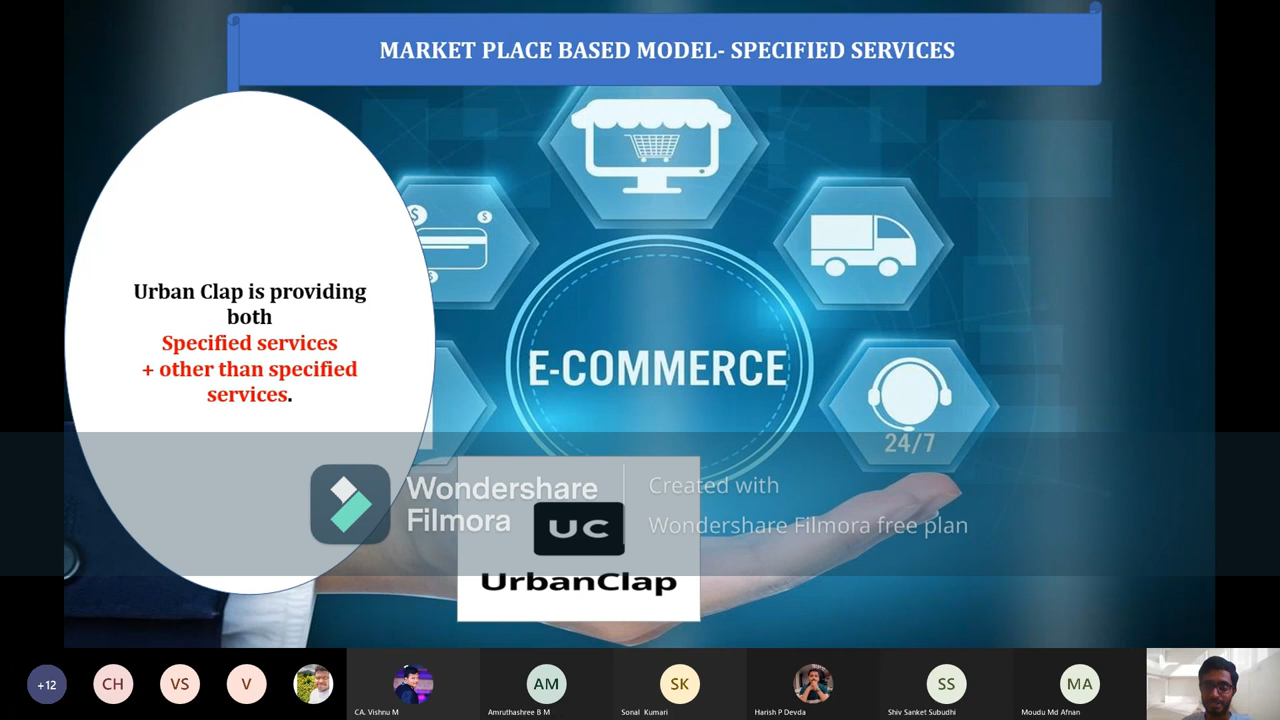 MARKET PLACE BASED MODEL- SPECIFIED SERVICES
Urban Clap is providing
both
Specified services
+ other than specified
services.
$
$
$
E-COMMERCE
24/7
Wondershare
Filmora
Created with
Wondershare Filmora free plan
UC
UrbanClap
+12
CH
VS
V
CA. Vishnu M
AM
Amruthashree B M
SK
Sonal Kumari
Harish P Devda
SS
Shiv Sanket Subudhi
MA
Moudu Md Afnan